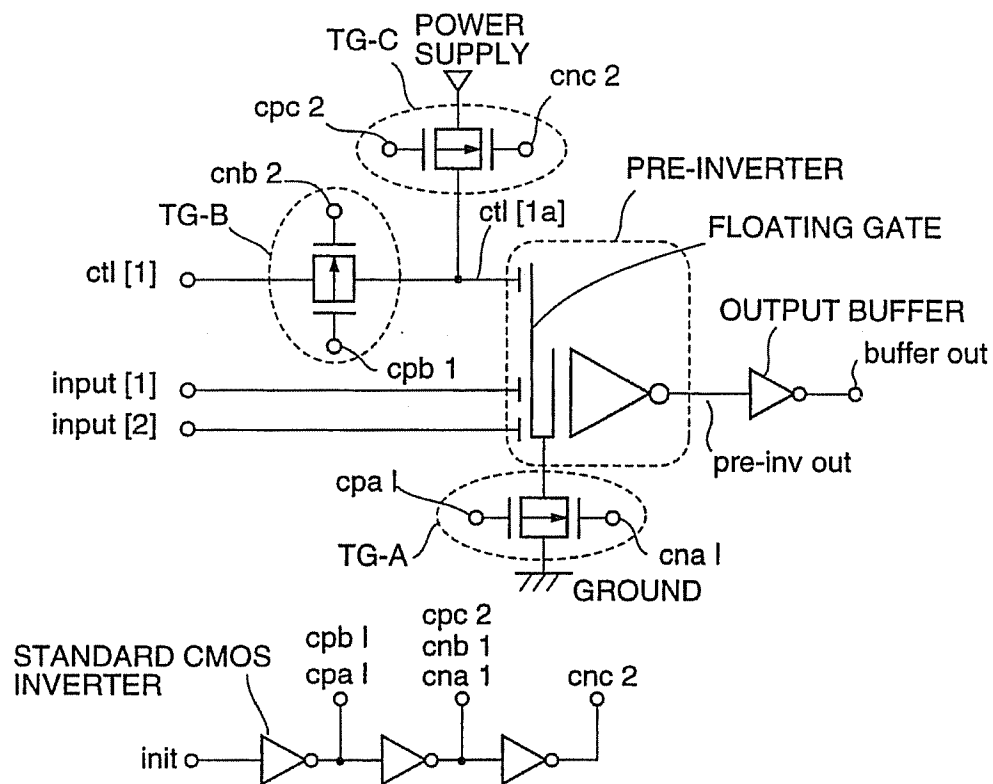 TG-C
POWER
SUPPLY
cnc 2
cpc 2
cnb 2
TG-B
PRE-INVERTER
ctl [1a]
FLOATING GATE
ctl [1]
OUTPUT BUFFER
buffer out
cpb 1
input [1]
input [2]
pre-inv out
cpa l
TG-A
cna l
GROUND
cpc 2
cpb l
cnb 1
STANDARD CMOS
INVERTER
cpa l
cna 1
cnc 2
init